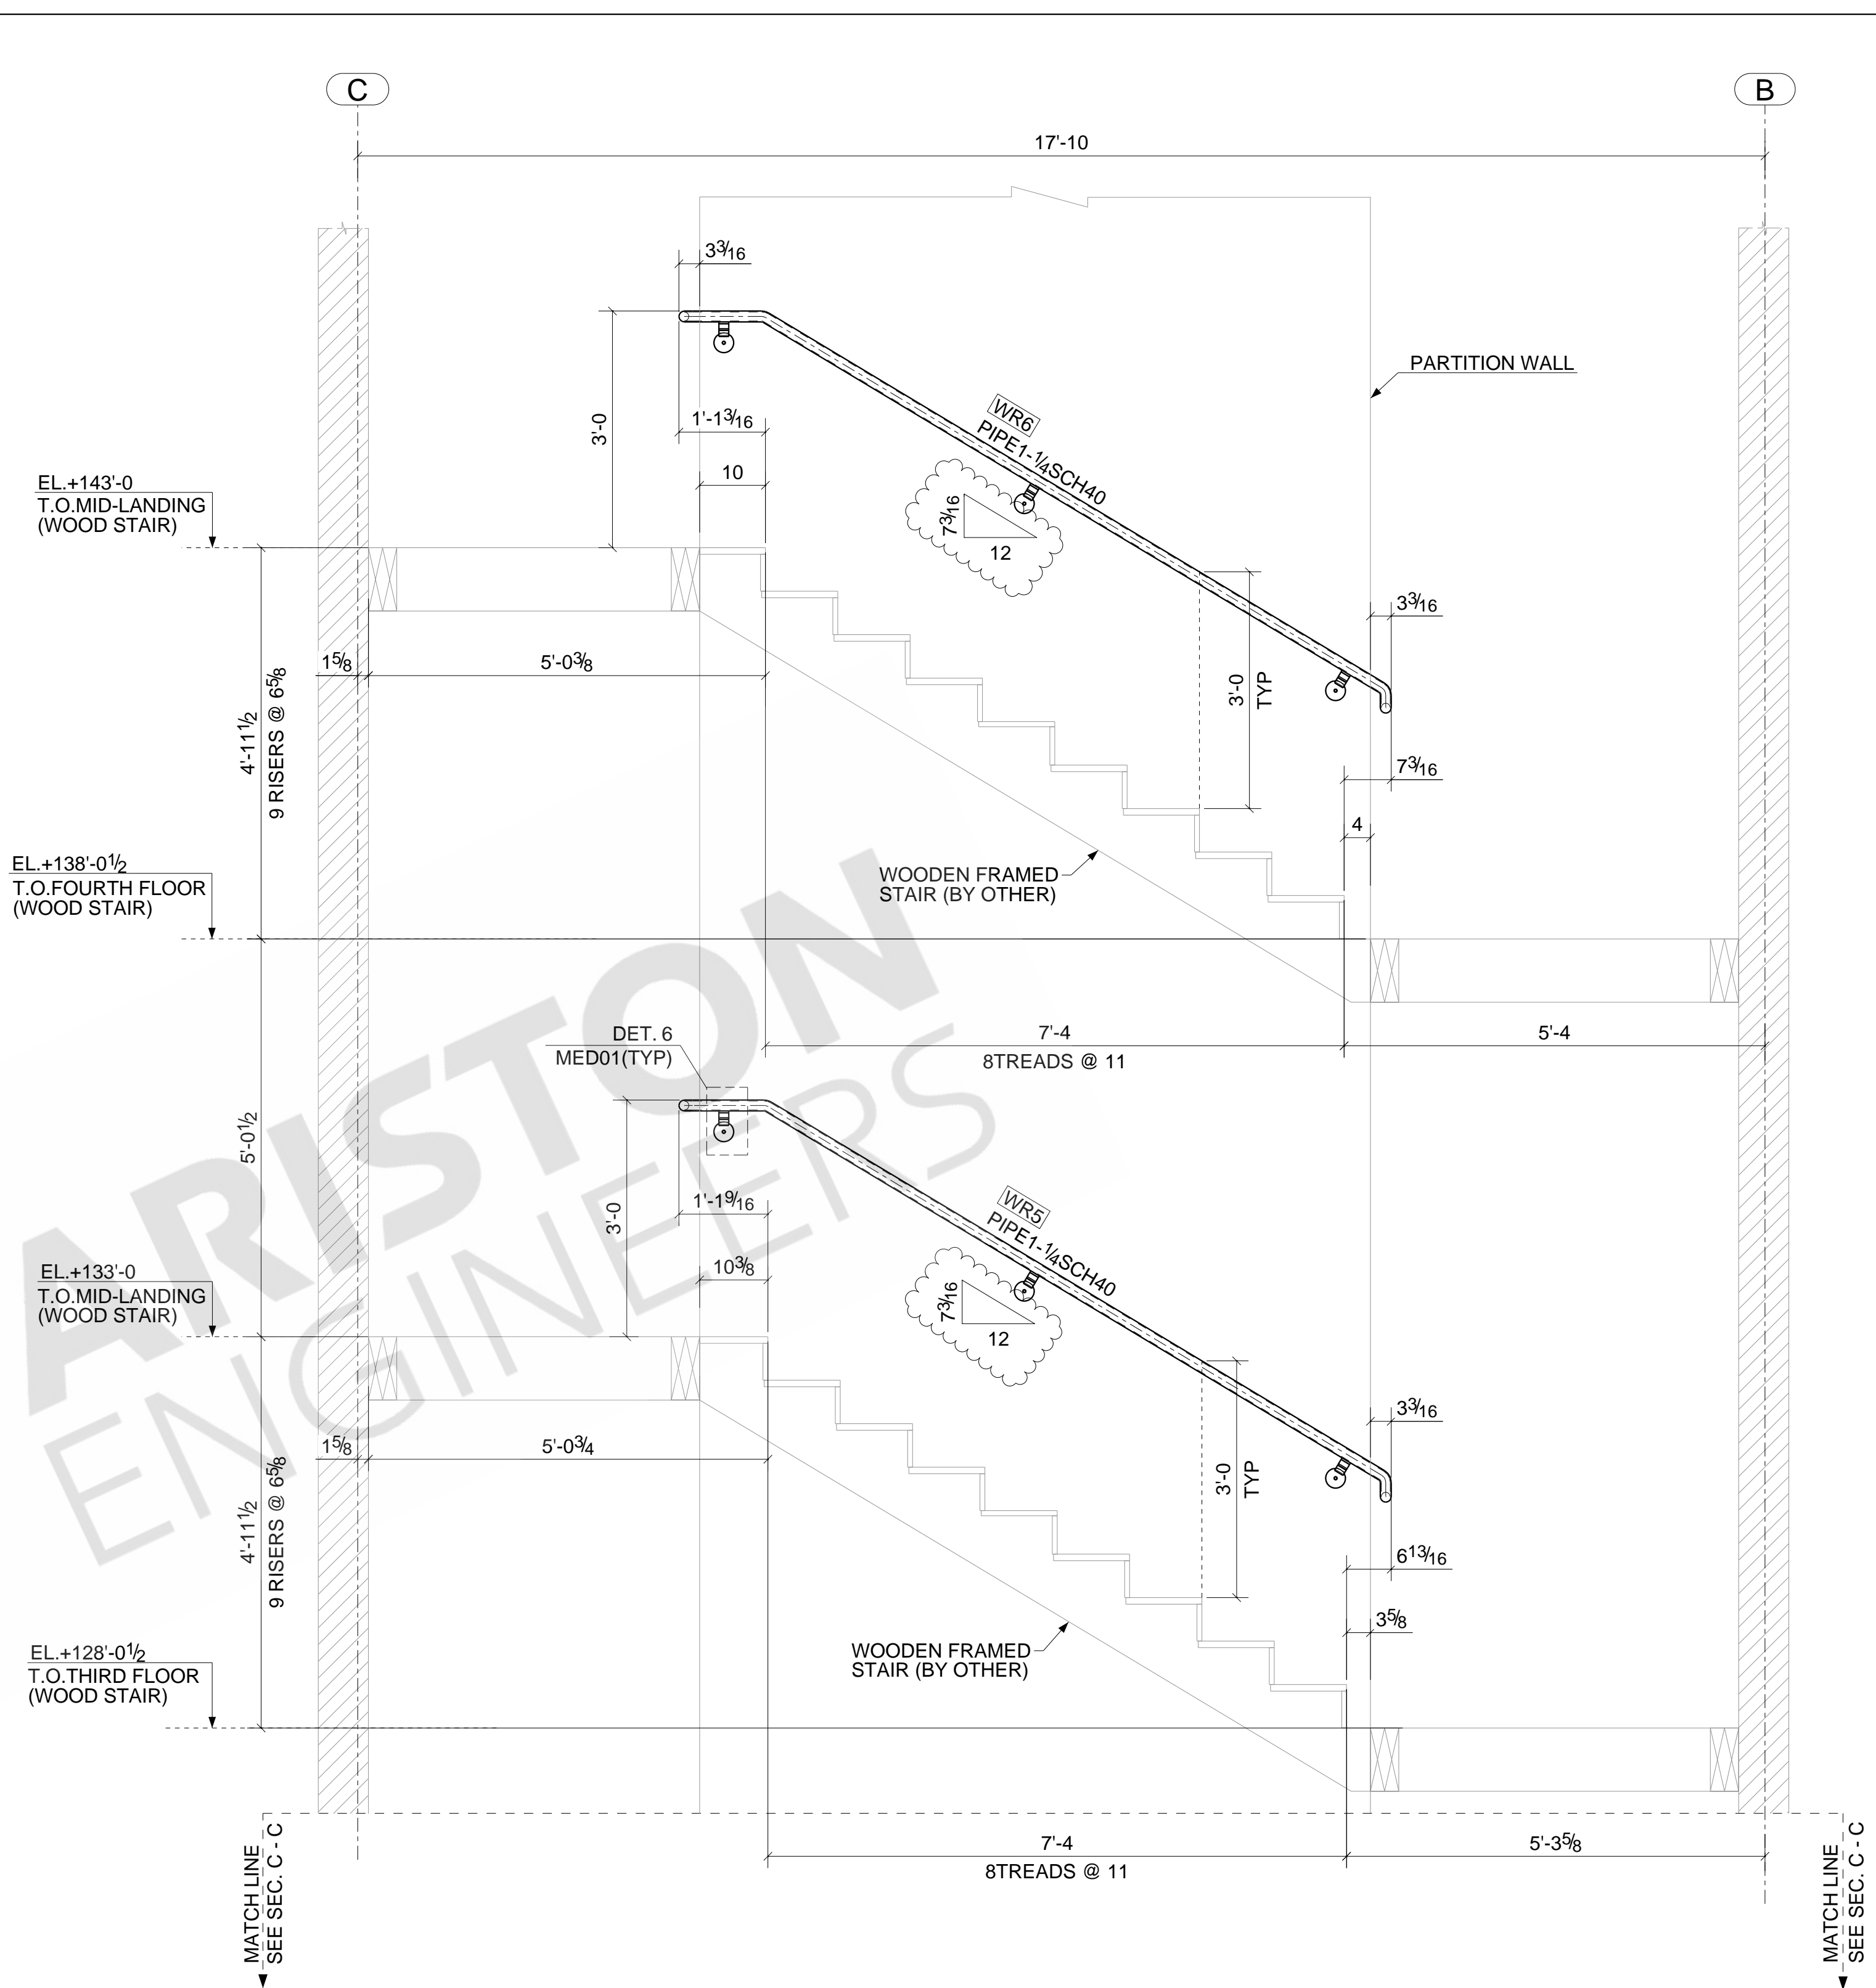 C
B
17'-10
3 3/16
PARTITION WALL
WR6
PIPE1-1/4SCH40
3'-0
1'-1 3/16
10
7 3/16
12
EL.+143'-0
T.O.MID-LANDING
(WOOD STAIR)
3 3/16
1 5/8
5'-0 3/8
3'-0
TYP
4'-11 1/2
9 RISERS @ 6 5/8
7 3/16
4
EL.+138'-0 1/2
T.O.FOURTH FLOOR
(WOOD STAIR)
WOODEN FRAMED
STAIR (BY OTHER)
ARISTON
ENGINEERS
DET. 6
MED01(TYP)
7'-4
8TREADS @ 11
5'-4
5'-0 1/2
3'-0
1'-1 9/16
WR5
PIPE1-1/4SCH40
10 3/8
7 3/16
12
EL.+133'-0
T.O.MID-LANDING
(WOOD STAIR)
3 3/16
1 5/8
5'-0 3/4
3'-0
TYP
4'-11 1/2
9 RISERS @ 6 5/8
6 13/16
3 5/8
EL.+128'-0 1/2
T.O.THIRD FLOOR
(WOOD STAIR)
WOODEN FRAMED
STAIR (BY OTHER)
7'-4
8TREADS @ 11
5'-3 5/8
MATCH LINE
SEE SEC. C - C
MATCH LINE
SEE SEC. C - C